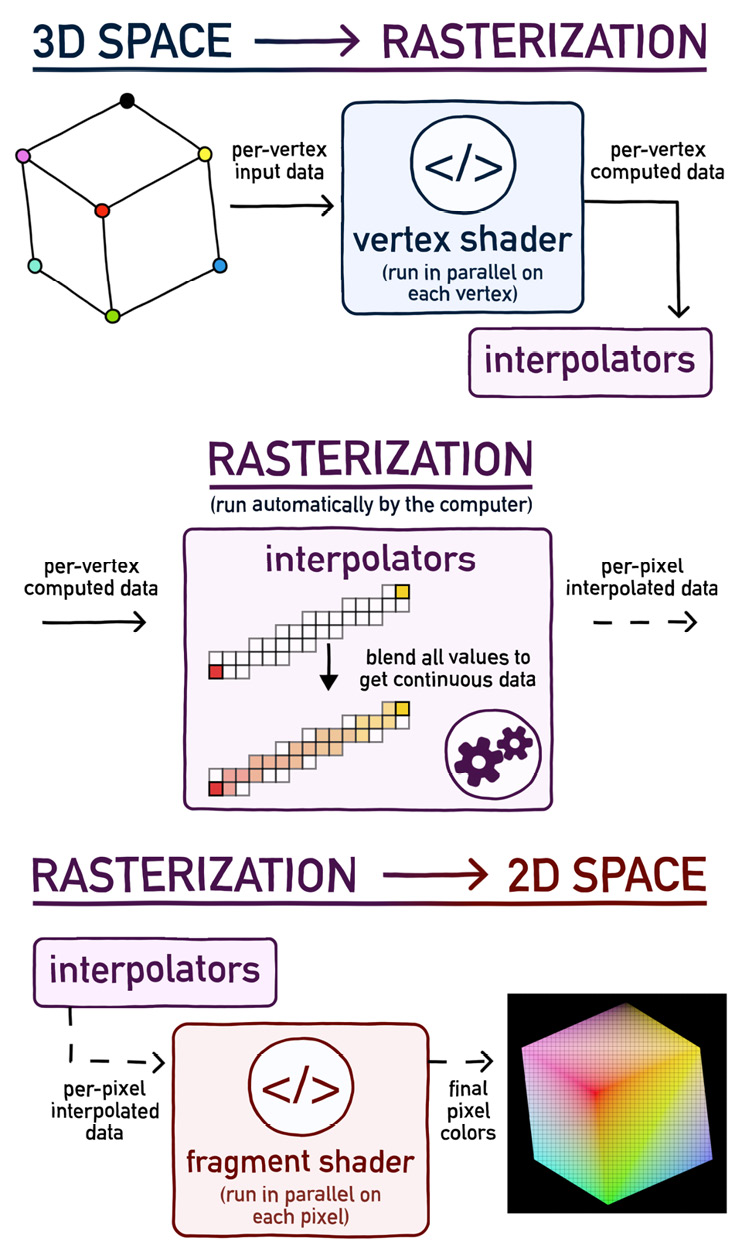 3D SPACE
RASTERIZATION
per-vertex
input data
</>
vertex shader
(run in parallel on
each vertex)
per-vertex
computed data
interpolators
RASTERIZATION
(run automatically by the computer)
per-vertex
computed data
interpolators
blend all values to
get continuous data
per-pixel
interpolated data
RASTERIZATION
2D SPACE
interpolators
per-pixel
interpolated
data
</>
fragment shader
(run in parallel on
each pixel)
final
pixel
colors